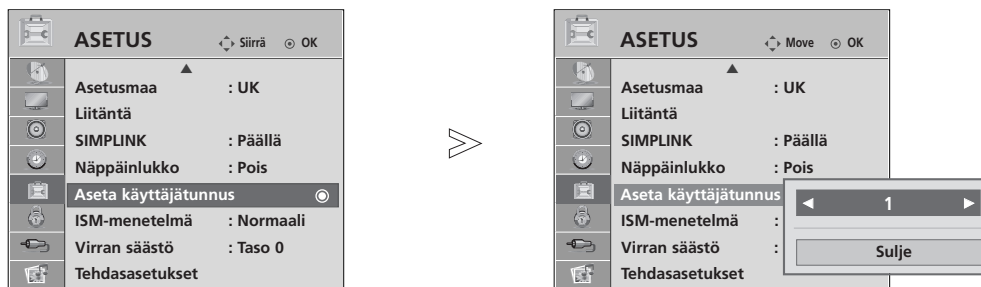 ASETUS Siirrä OK
Asetusmaa : UK
Liitäntä
SIMPLINK : Päällä
Näppäinlukko : Pois
Aseta käyttäjätunnus
ISM-menetelmä : Normaali
Virran säästö : Taso 0
Tehdasasetukset
ASETUS Move OK
Asetusmaa : UK
Liitäntä
SIMPLINK : Päällä
Näppäinlukko : Pois
Aseta käyttäjätunnus
1
ISM-menetelmä :
Virran säästö :
Sulje
Tehdasasetukset